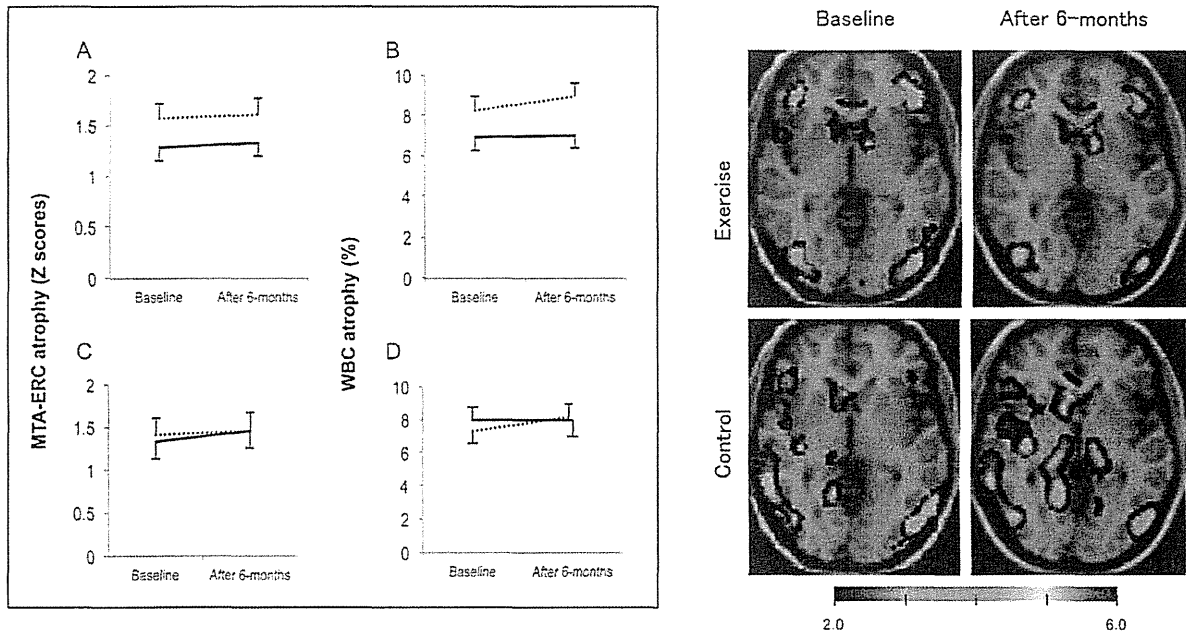 MTA-ERC atrophy (Z scores)
A
2
1.5
1
0.5
0
Baseline After 6-months
WBC atrophy (%)
B
10
8
6
4
2
0
Baseline After 6-months
C
2
1.5
1
0.5
0
Baseline After 6-months
D
10
8
6
4
2
0
Baseline After 6-months
Baseline After 6-months
Exercise
Control
2.0 6.0